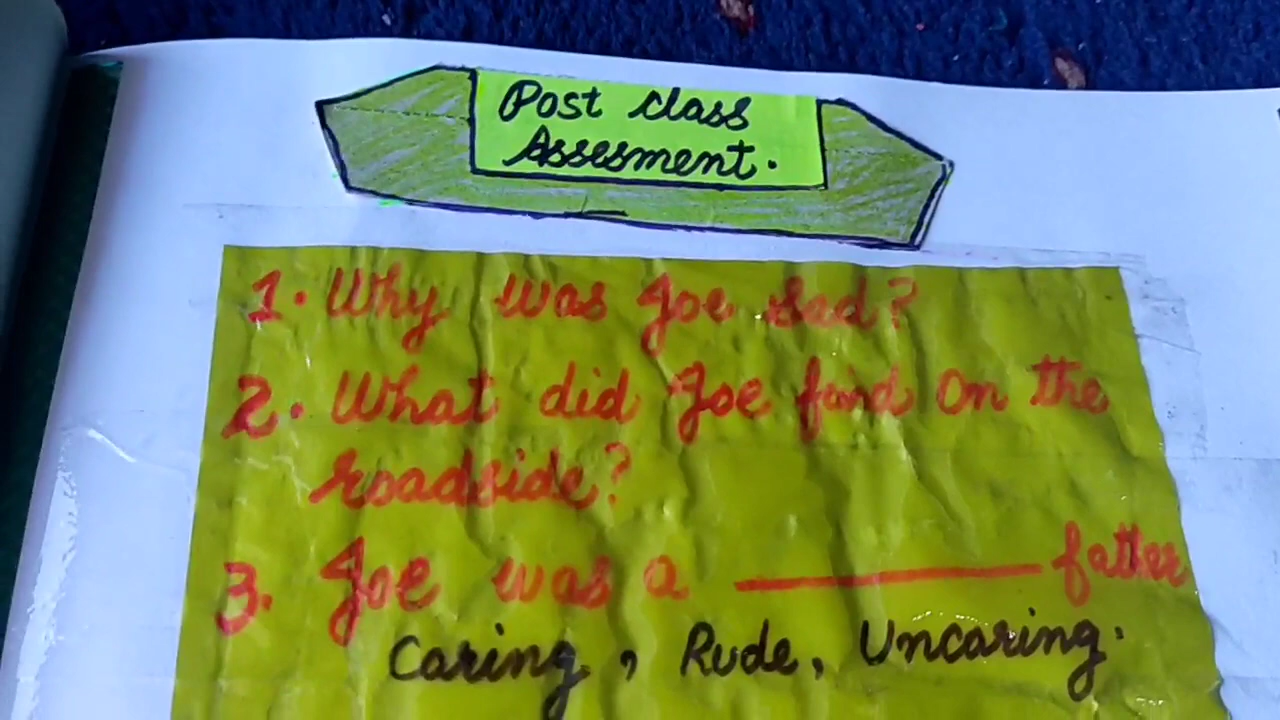 Post class
Assesment.
1. Why was Joe sad?
2. What did Joe find on the
roadside?
3. Joe was a ________ father
Caring, Rude, Uncaring.